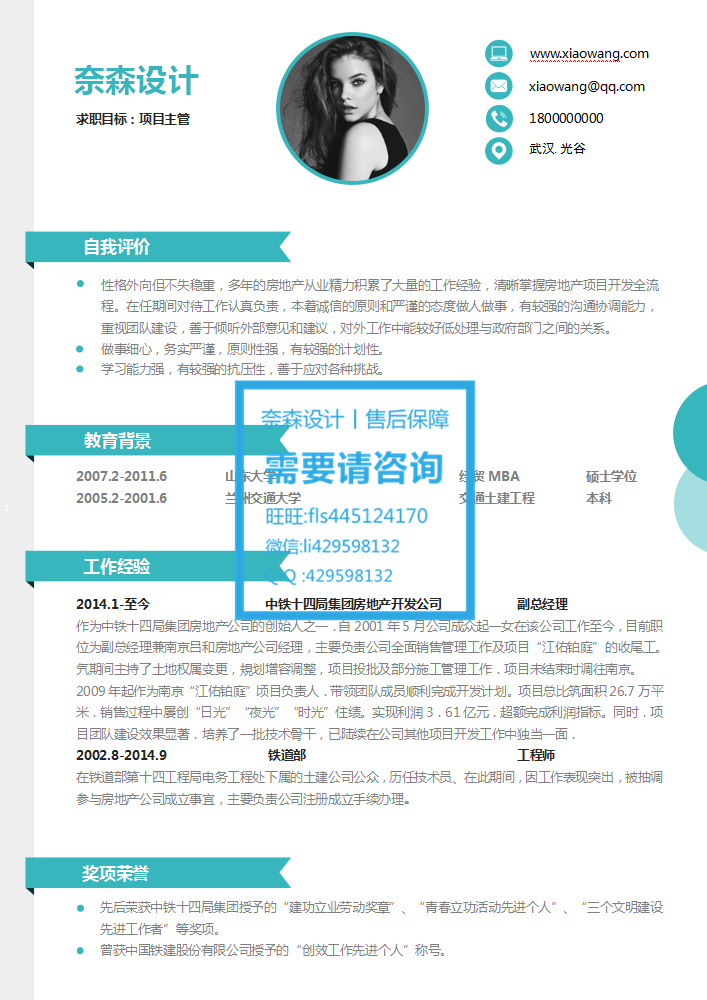 奈森设计
求职目标：项目主管
www.xiaowang.com
xiaowang@qq.com
1800000000
武汉. 光谷
自我评价
性格外向但不失稳重，多年的房地产从业精力积累了大量的工作经验，清晰掌握房地产项目开发全流
程。在任期间对待工作认真负责，本着诚信的原则和严谨的态度做人做事，有较强的沟通协调能力，
重视团队建设，善于倾听外部意见和建议，对外工作中能较好低处理与政府部门之间的关系。
做事细心，务实严谨，原则性强，有较强的计划性。
学习能力强，有较强的抗压性，善于应对各种挑战。
奈森设计丨售后保障
需要请咨询
旺旺:fls445124170
微信:li429598132
QQ :429598132
教育背景
2007.2-2011.6 山东大学 经贸 MBA 硕士学位
2005.2-2001.6 兰州交通大学 交通土建工程 本科
2
工作经验
2014.1-至今 中铁十四局集团房地产开发公司 副总经理
作为中铁十四局集团房地产公司的创始人之一．自 2001 年 5 月公司成众起一女在该公司工作至今，目前职
位为副总经理兼南京吕和房地产公司经理，主要负责公司全面销售管理工作及项目“江佑铂庭”的收尾工。
気期间主持了土地权属变更，規划增容调整，项目投批及部分施工管理工作．项目未结束时调往南京。
2009 年起作为南京“江佑铂庭”顷目负责人．带领团队成员顺利完成开发计划。项目总比筑面积 26.7 万平
米．销售过程中屡创“日光”“夜光”“时光”住绩。实现利润 3．61 亿元．超额完成利润指标。同时．项
目团队建设效果显著．培养了一批技术骨干，已陆续在公司其他项目开发工作中独当一面．
2002.8-2014.9 铁道部 工程师
在铁道部第十四工程局电务工程处下属的土建公司公众，历任技术员、在此期间，因工作表现突出，被抽调
参与房地产公司成立事宜，主要负责公司注册成立手续办理。
奖项荣誉
先后荣获中铁十四局集团授予的“建功立业劳动奖章”、“青春立功活动先进个人”、“三个文明建设
先进工作者”等奖项。
曾获中国铁建股份有限公司授予的“创效工作先进个人”称号。